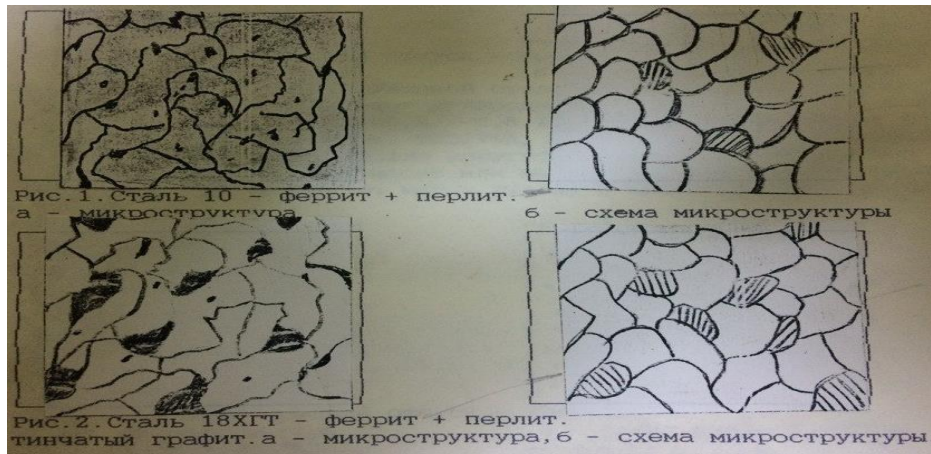 Рис.1.Сталь 10 - феррит + перлит.
а - микроструктура
б - схема микроструктуры
Рис.2.Сталь 18ХГТ - феррит + перлит.
тинчатый графит.а - микроструктура,б - схема микроструктуры